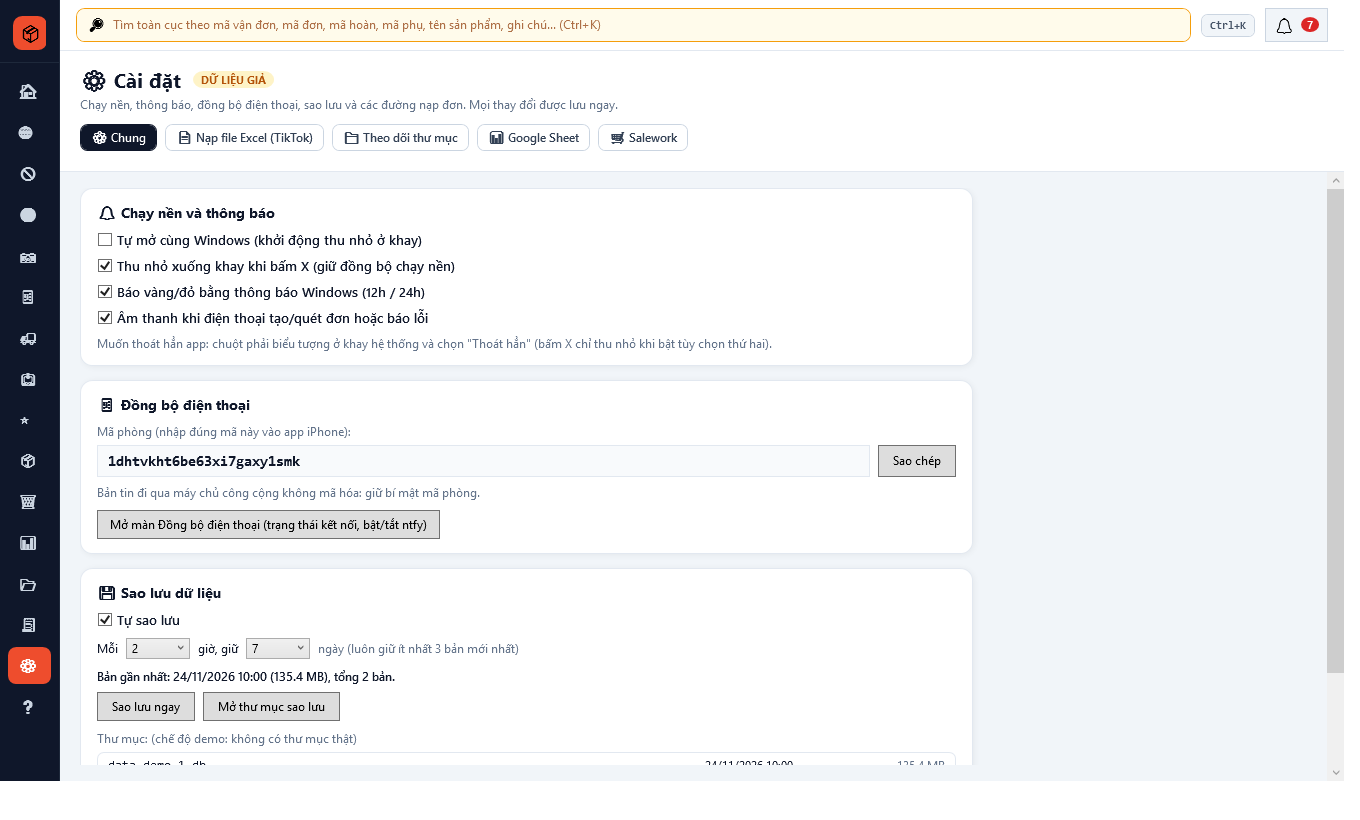 Tìm toàn cục theo mã vận đơn, mã đơn, mã hoàn, mã phụ, tên sản phẩm, ghi chú... (Ctrl+K)
Ctrl+K
7
Cài đặt
DỮ LIỆU GIẢ
Chạy nền, thông báo, đồng bộ điện thoại, sao lưu và các đường nạp đơn. Mọi thay đổi được lưu ngay.
Chung
Nạp file Excel (TikTok)
Theo dõi thư mục
Google Sheet
Salework
Chạy nền và thông báo
Tự mở cùng Windows (khởi động thu nhỏ ở khay)
Thu nhỏ xuống khay khi bấm X (giữ đồng bộ chạy nền)
Báo vàng/đỏ bằng thông báo Windows (12h / 24h)
Âm thanh khi điện thoại tạo/quét đơn hoặc báo lỗi
Muốn thoát hẳn app: chuột phải biểu tượng ở khay hệ thống và chọn "Thoát hẳn" (bấm X chỉ thu nhỏ khi bật tùy chọn thứ hai).
Đồng bộ điện thoại
Mã phòng (nhập đúng mã này vào app iPhone):
1dhtvkht6be63xi7gaxy1smk
Sao chép
Bản tin đi qua máy chủ công cộng không mã hóa: giữ bí mật mã phòng.
Mở màn Đồng bộ điện thoại (trạng thái kết nối, bật/tắt ntfy)
Sao lưu dữ liệu
Tự sao lưu
Mỗi 2 giờ, giữ 7 ngày (luôn giữ ít nhất 3 bản mới nhất)
Bản gần nhất: 24/11/2026 10:00 (135.4 MB), tổng 2 bản.
Sao lưu ngay
Mở thư mục sao lưu
Thư mục: (chế độ demo: không có thư mục thật)
24/11/2026 10:00
135.4 MB
?